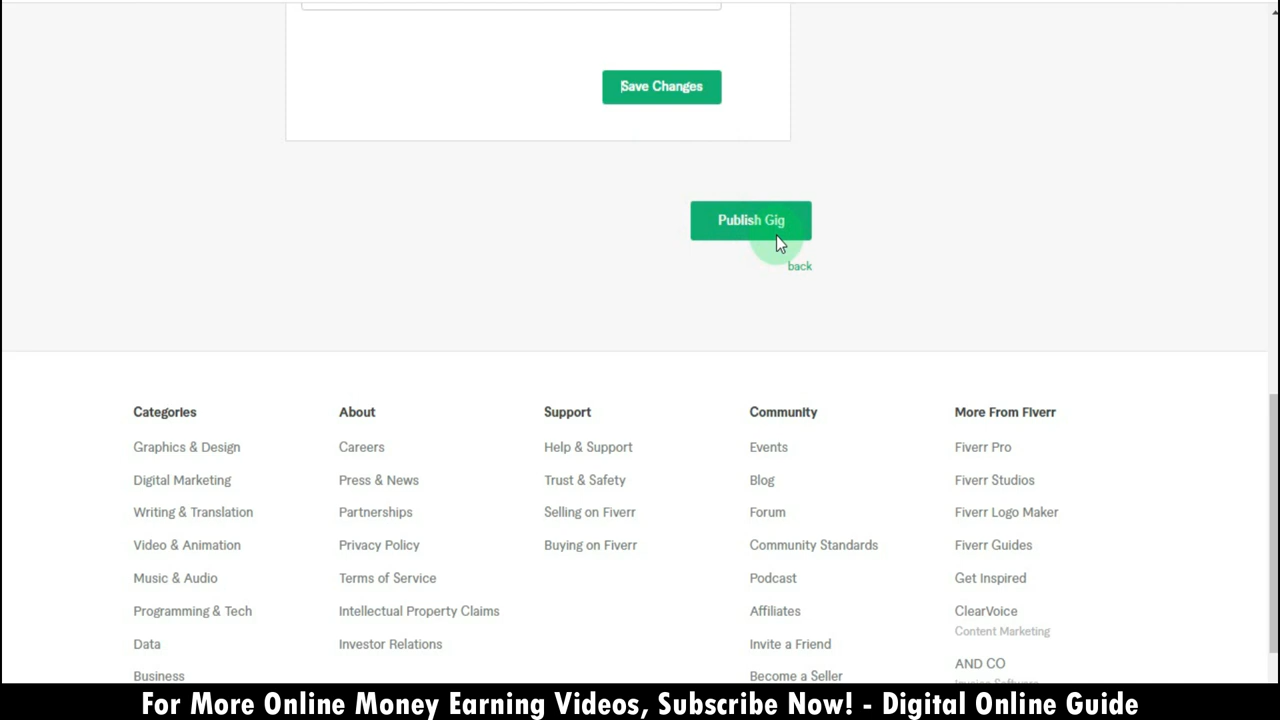 Save Changes
Publish Gig
back
Categories
Graphics & Design
Digital Marketing
Writing & Translation
Video & Animation
Music & Audio
Programming & Tech
Data
Business
About
Careers
Press & News
Partnerships
Privacy Policy
Terms of Service
Intellectual Property Claims
Investor Relations
Support
Help & Support
Trust & Safety
Selling on Fiverr
Buying on Fiverr
Community
Events
Blog
Forum
Community Standards
Podcast
Affiliates
Invite a Friend
Become a Seller
More From Fiverr
Fiverr Pro
Fiverr Studios
Fiverr Logo Maker
Fiverr Guides
Get Inspired
ClearVoice
Content Marketing
AND CO
For More Online Money Earning Videos, Subscribe Now! - Digital Online Guide